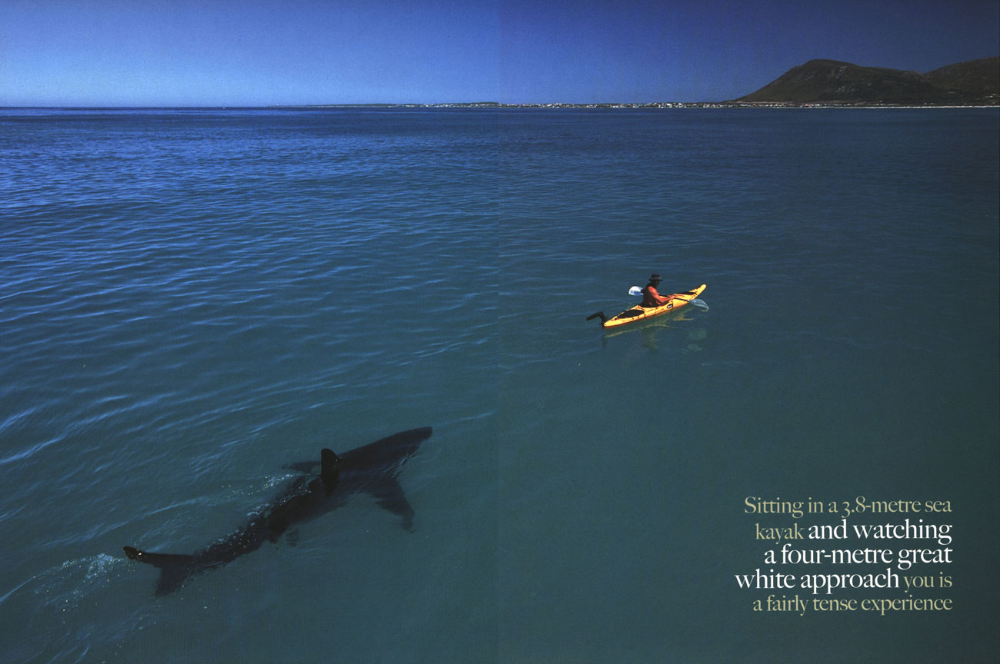 Sitting in a 3.8-metre sea
kayak and watching
a four-metre great
white approach you is
a fairly tense experience